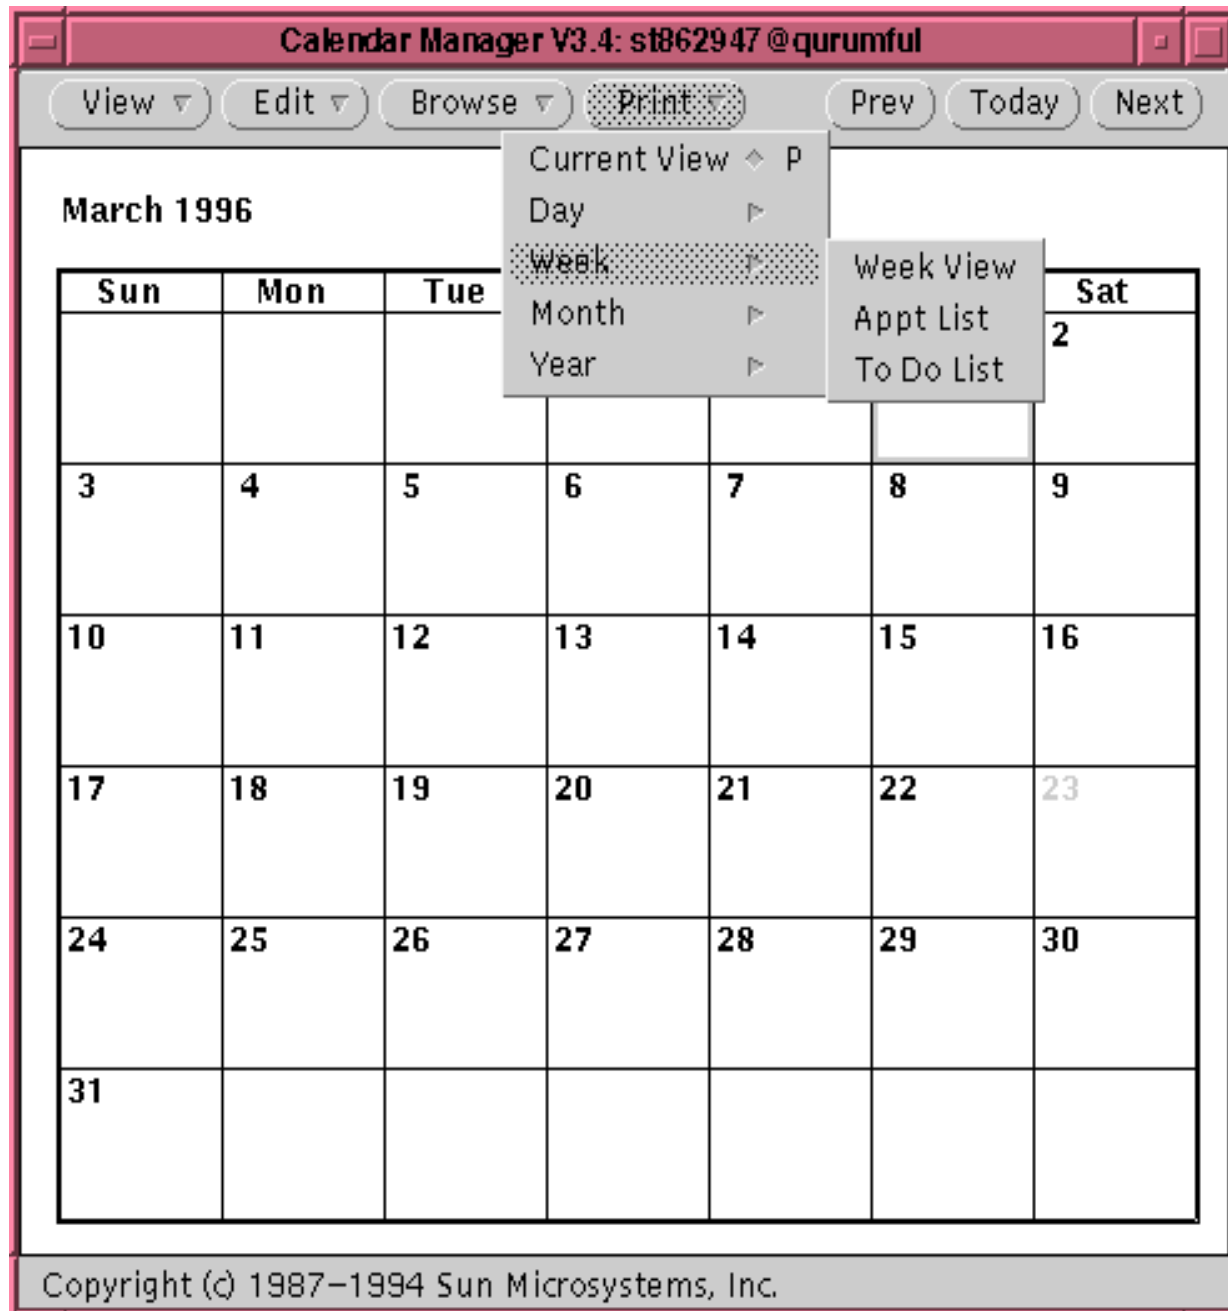 Calendar Manager V3.4: st862947@qurumful
View Edit Browse Print Prev Today Next
Current View P
March 1996
Day
Week
Month
Year
Week View
Appt List
To Do List
Sun Mon Tue Sat
2
3 4 5 6 7 8 9
10 11 12 13 14 15 16
17 18 19 20 21 22 23
24 25 26 27 28 29 30
31
Copyright (c) 1987-1994 Sun Microsystems, Inc.